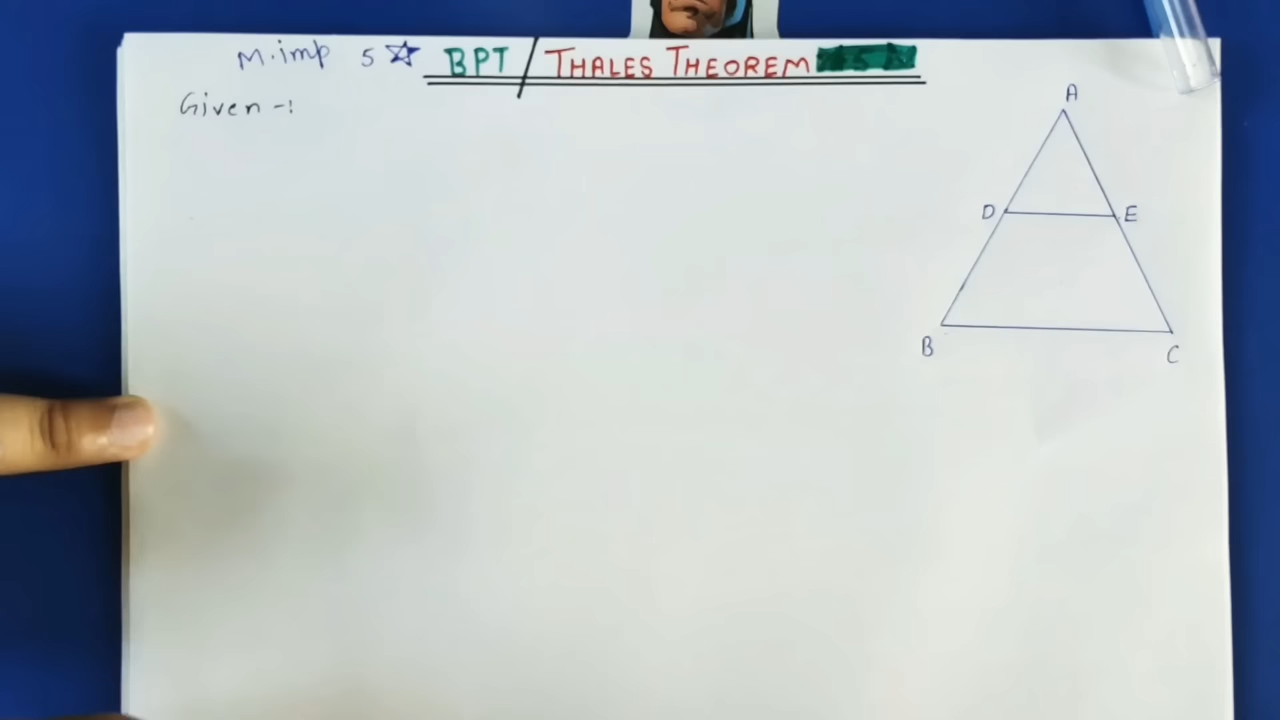 M.imp 5☆ BPT / THALES THEOREM
Given -:
A
D E
B C